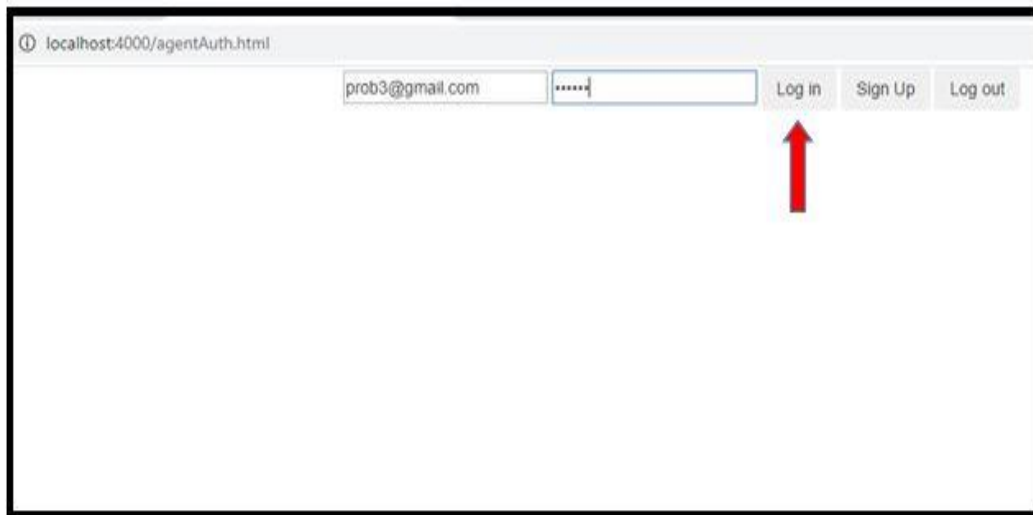 localhost:4000/agentAuth.html
prob3@gmail.com •••••• Log in Sign Up Log out